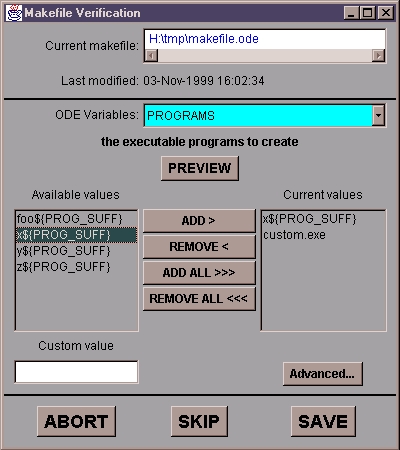 Makefile Verification
Current makefile: H:\tmp\makefile.ode
Last modified: 03-Nov-1999 16:02:34
ODE Variables: PROGRAMS
the executable programs to create
PREVIEW
Available values
foo${PROG_SUFF}
x${PROG_SUFF}
y${PROG_SUFF}
z${PROG_SUFF}
ADD >
REMOVE <
ADD ALL >>>
REMOVE ALL <<<
Current values
x${PROG_SUFF}
custom.exe
Custom value
Advanced...
ABORT SKIP SAVE